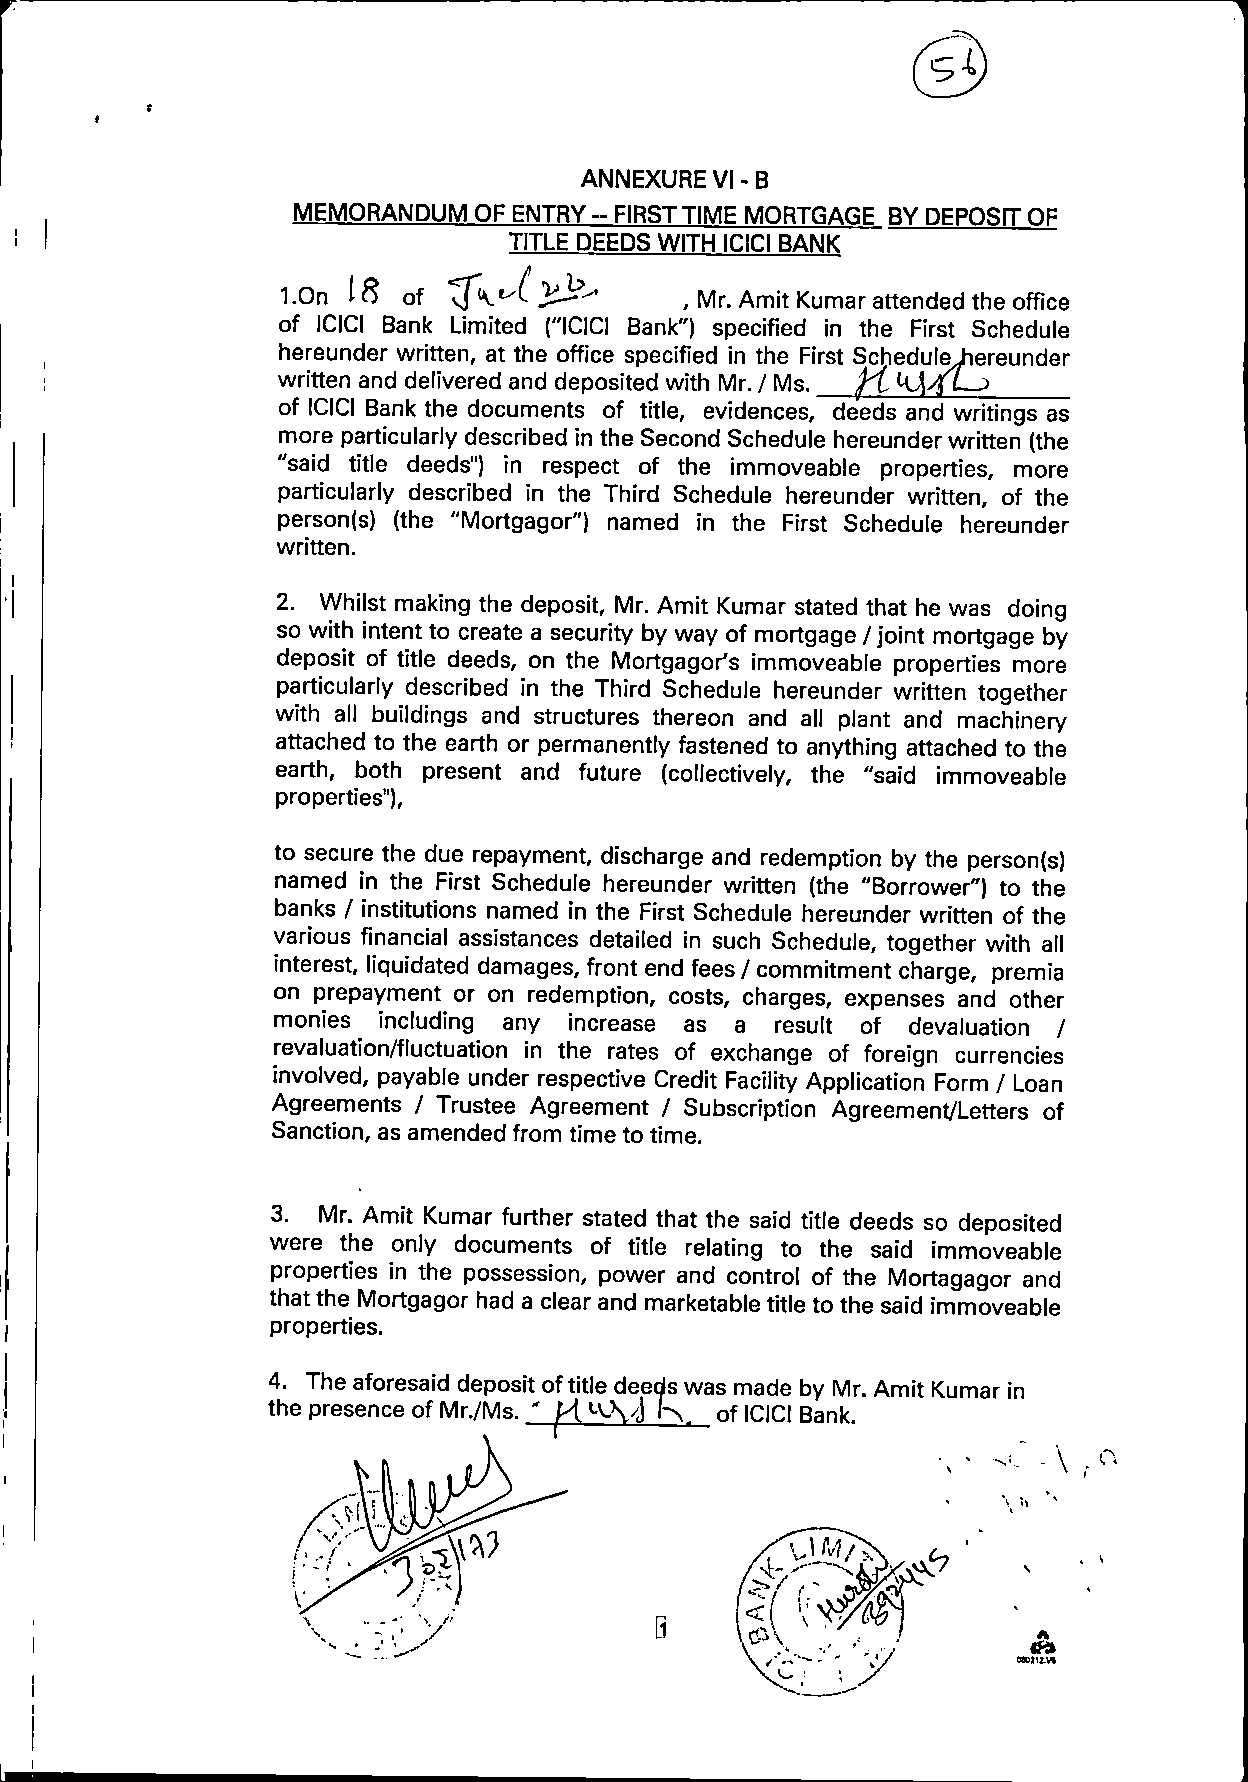 56
ANNEXURE VI - B
MEMORANDUM OF ENTRY -- FIRST TIME MORTGAGE BY DEPOSIT OF
TITLE DEEDS WITH ICICI BANK
1.On 18 of , Mr. Amit Kumar attended the office
of ICICI Bank Limited ("ICICI Bank") specified in the First Schedule
hereunder written, at the office specified in the First Schedule hereunder
written and delivered and deposited with Mr. / Ms.
of ICICI Bank the documents of title, evidences, deeds and writings as
more particularly described in the Second Schedule hereunder written (the
"said title deeds") in respect of the immoveable properties, more
particularly described in the Third Schedule hereunder written, of the
person(s) (the "Mortgagor") named in the First Schedule hereunder
written.
2. Whilst making the deposit, Mr. Amit Kumar stated that he was doing
so with intent to create a security by way of mortgage / joint mortgage by
deposit of title deeds, on the Mortgagor's immoveable properties more
particularly described in the Third Schedule hereunder written together
with all buildings and structures thereon and all plant and machinery
attached to the earth or permanently fastened to anything attached to the
earth, both present and future (collectively, the "said immoveable
properties"),
to secure the due repayment, discharge and redemption by the person(s)
named in the First Schedule hereunder written (the "Borrower") to the
banks / institutions named in the First Schedule hereunder written of the
various financial assistances detailed in such Schedule, together with all
interest, liquidated damages, front end fees / commitment charge, premia
on prepayment or on redemption, costs, charges, expenses and other
monies including any increase as a result of devaluation /
revaluation/fluctuation in the rates of exchange of foreign currencies
involved, payable under respective Credit Facility Application Form / Loan
Agreements / Trustee Agreement / Subscription Agreement/Letters of
Sanction, as amended from time to time.
3. Mr. Amit Kumar further stated that the said title deeds so deposited
were the only documents of title relating to the said immoveable
properties in the possession, power and control of the Mortagagor and
that the Mortgagor had a clear and marketable title to the said immoveable
properties.
4. The aforesaid deposit of title deeds was made by Mr. Amit Kumar in
the presence of Mr./Ms. of ICICI Bank.
BANK LIMIT
892445
1